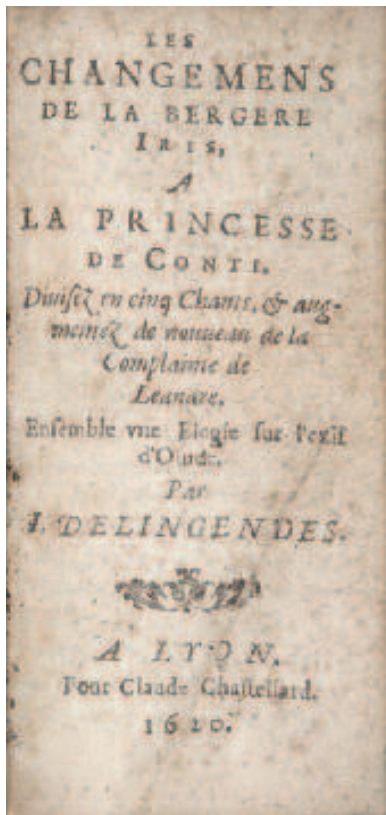 LES
CHANGEMENS
DE LA BERGERE
IRIS,
A
LA PRINCESSE
DE CONTI.
Diuisez en cinq Chants, & aug-
mentez de nouueau de la
Complainte de
Leandre.
Ensemble vne Elegie sur l'exil
d'Ouide.
Par
I. DELINGENDES.
A LYON.
Pour Claude Chastellard.
1620.